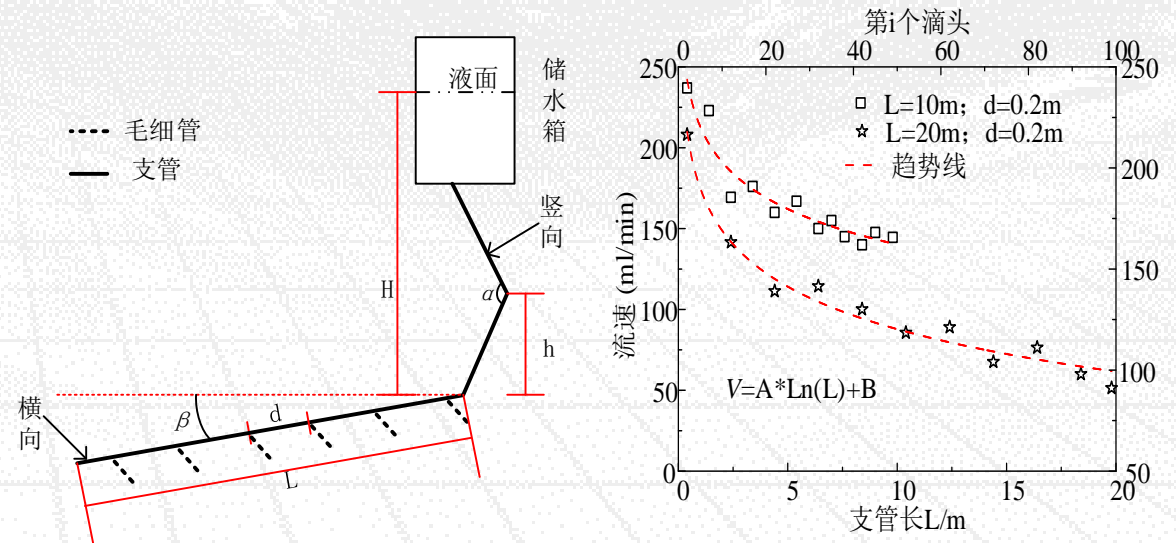 液面
储
水
箱
毛细管
支管
竖
向
H
α
h
横
向
β
d
L
第i个滴头
0 20 40 60 80 100
250
200
150
100
50
0
流速 (ml/min)
L=10m；d=0.2m
L=20m；d=0.2m
趋势线
V=A*Ln(L)+B
250
200
150
100
50
0 5 10 15 20
支管长L/m